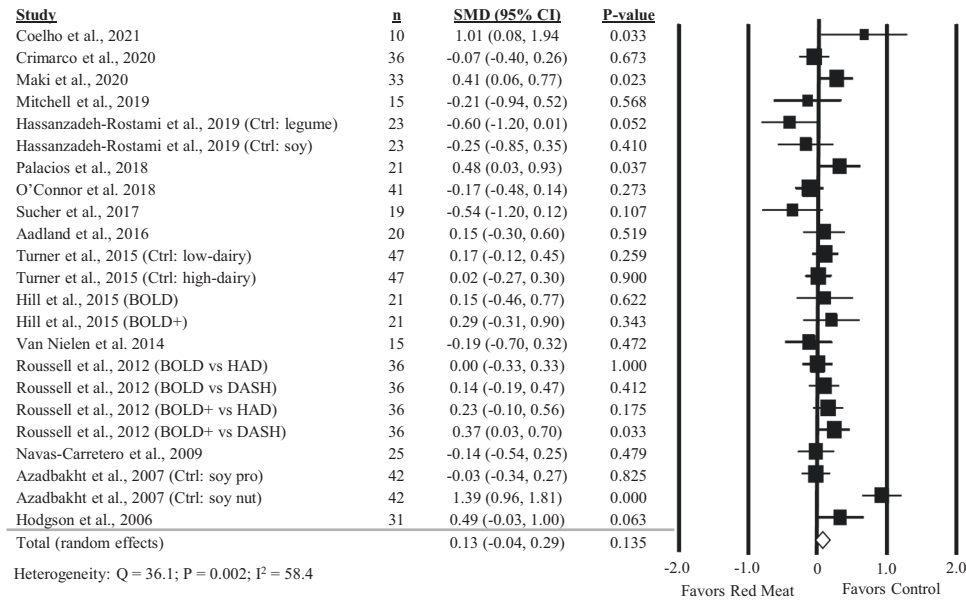 Study n SMD (95% CI) P-value
Coelho et al., 2021 10 1.01 (0.08, 1.94 0.033
Crimarco et al., 2020 36 -0.07 (-0.40, 0.26) 0.673
Maki et al., 2020 33 0.41 (0.06, 0.77) 0.023
Mitchell et al., 2019 15 -0.21 (-0.94, 0.52) 0.568
Hassanzadeh-Rostami et al., 2019 (Ctrl: legume) 23 -0.60 (-1.20, 0.01) 0.052
Hassanzadeh-Rostami et al., 2019 (Ctrl: soy) 23 -0.25 (-0.85, 0.35) 0.410
Palacios et al., 2018 21 0.48 (0.03, 0.93) 0.037
O'Connor et al. 2018 41 -0.17 (-0.48, 0.14) 0.273
Sucher et al., 2017 19 -0.54 (-1.20, 0.12) 0.107
Aadland et al., 2016 20 0.15 (-0.30, 0.60) 0.519
Turner et al., 2015 (Ctrl: low-dairy) 47 0.17 (-0.12, 0.45) 0.259
Turner et al., 2015 (Ctrl: high-dairy) 47 0.02 (-0.27, 0.30) 0.900
Hill et al., 2015 (BOLD) 21 0.15 (-0.46, 0.77) 0.622
Hill et al., 2015 (BOLD+) 21 0.29 (-0.31, 0.90) 0.343
Van Nielen et al. 2014 15 -0.19 (-0.70, 0.32) 0.472
Roussell et al., 2012 (BOLD vs HAD) 36 0.00 (-0.33, 0.33) 1.000
Roussell et al., 2012 (BOLD vs DASH) 36 0.14 (-0.19, 0.47) 0.412
Roussell et al., 2012 (BOLD+ vs HAD) 36 0.23 (-0.10, 0.56) 0.175
Roussell et al., 2012 (BOLD+ vs DASH) 36 0.37 (0.03, 0.70) 0.033
Navas-Carretero et al., 2009 25 -0.14 (-0.54, 0.25) 0.479
Azadbakht et al., 2007 (Ctrl: soy pro) 42 -0.03 (-0.34, 0.27) 0.825
Azadbakht et al., 2007 (Ctrl: soy nut) 42 1.39 (0.96, 1.81) 0.000
Hodgson et al., 2006 31 0.49 (-0.03, 1.00) 0.063
Total (random effects) 0.13 (-0.04, 0.29) 0.135
Heterogeneity: Q = 36.1; P = 0.002; I² = 58.4
-2.0 -1.0 0 1.0 2.0
Favors Red Meat Favors Control